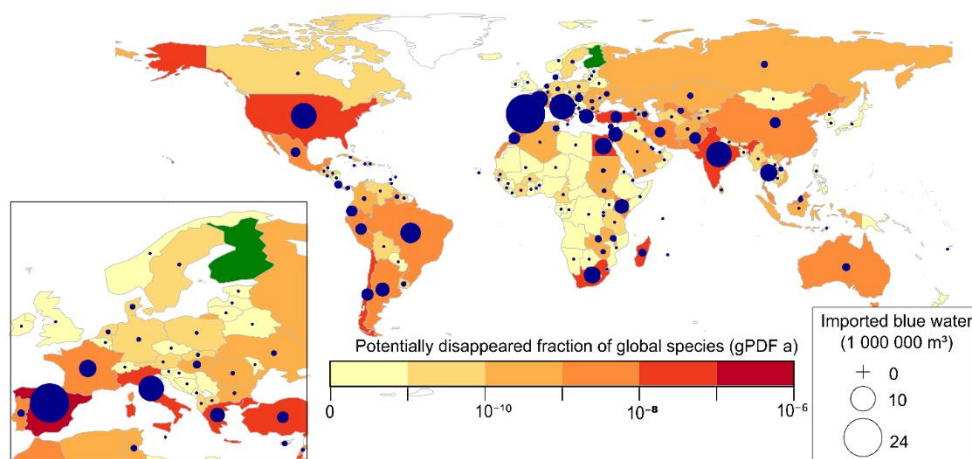 Potentially disappeared fraction of global species (gPDF a)
0 10⁻¹⁰ 10⁻⁸ 10⁻⁶
Imported blue water
(1 000 000 m³)
0
10
24